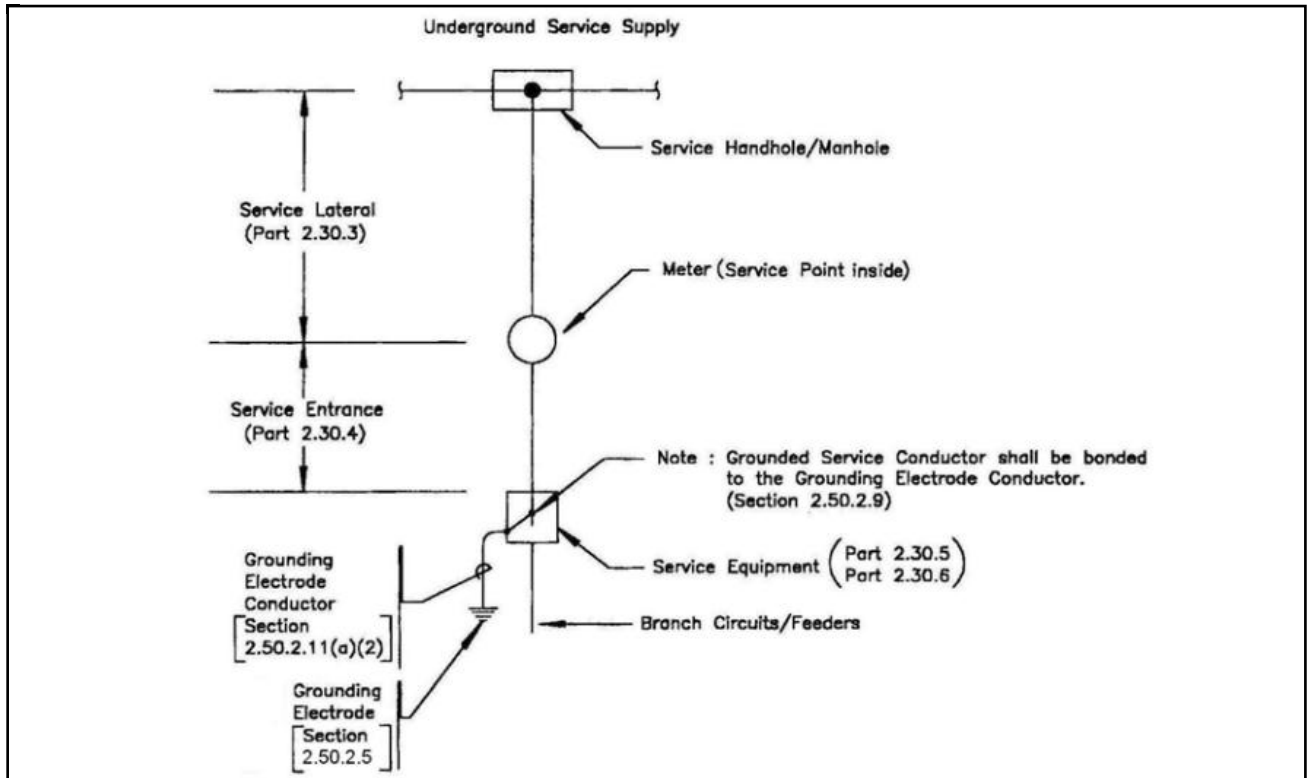 Underground Service Supply
Service Handhole/Manhole
Service Lateral
(Part 2.30.3)
Meter (Service Point inside)
Service Entrance
(Part 2.30.4)
Note : Grounded Service Conductor shall be bonded
to the Grounding Electrode Conductor.
(Section 2.50.2.9)
Service Equipment (Part 2.30.5
Part 2.30.6)
Grounding
Electrode
Conductor
[Section
2.50.2.11(a)(2)]
Branch Circuits/Feeders
Grounding
Electrode
[Section
2.50.2.5]